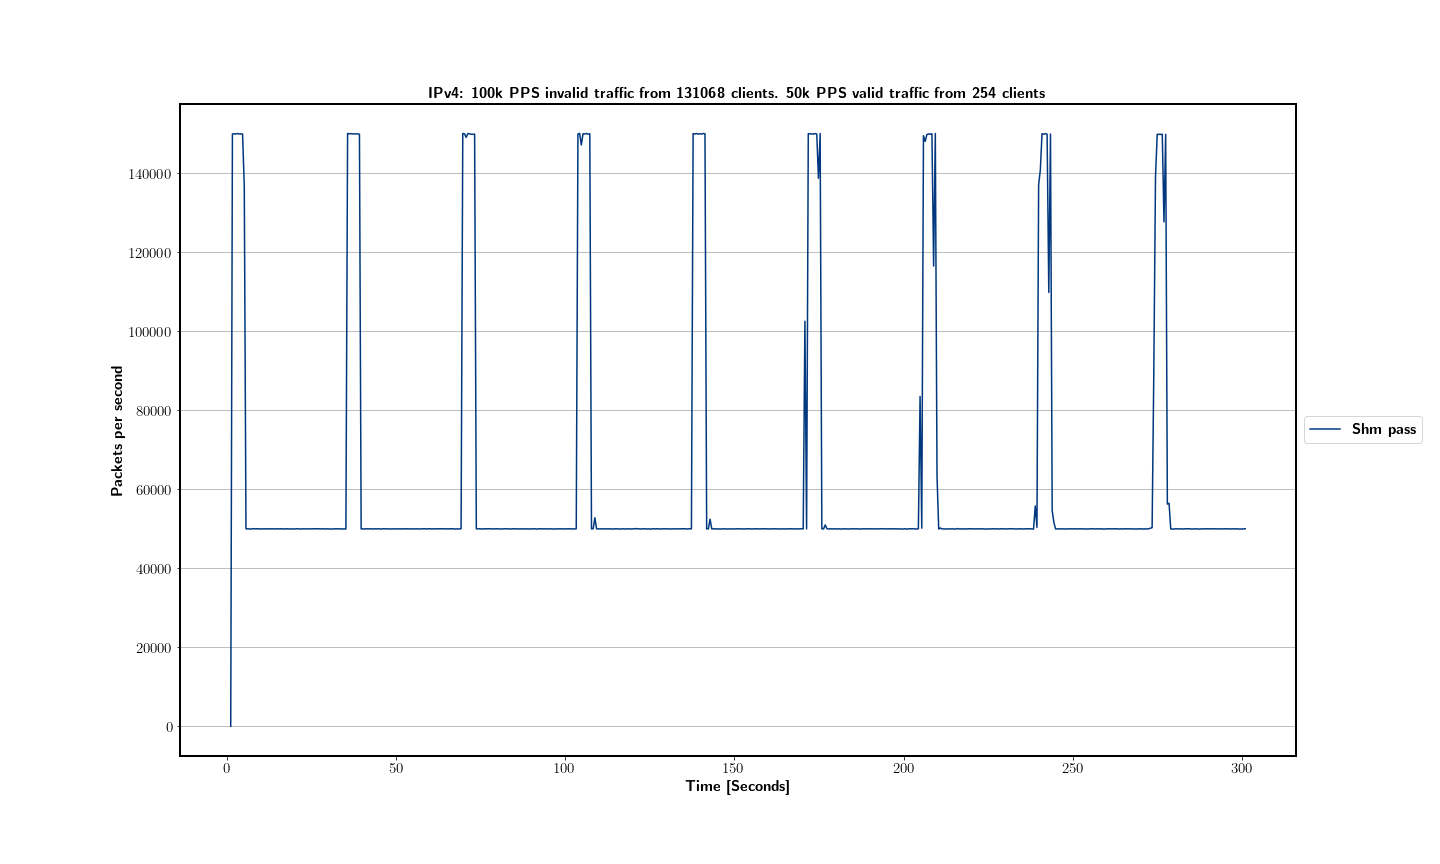 IPv4: 100k PPS invalid traffic from 131068 clients. 50k PPS valid traffic from 254 clients
140000
120000
100000
80000
60000
40000
20000
0
Packets per second
Shm pass
0 50 100 150 200 250 300
Time [Seconds]